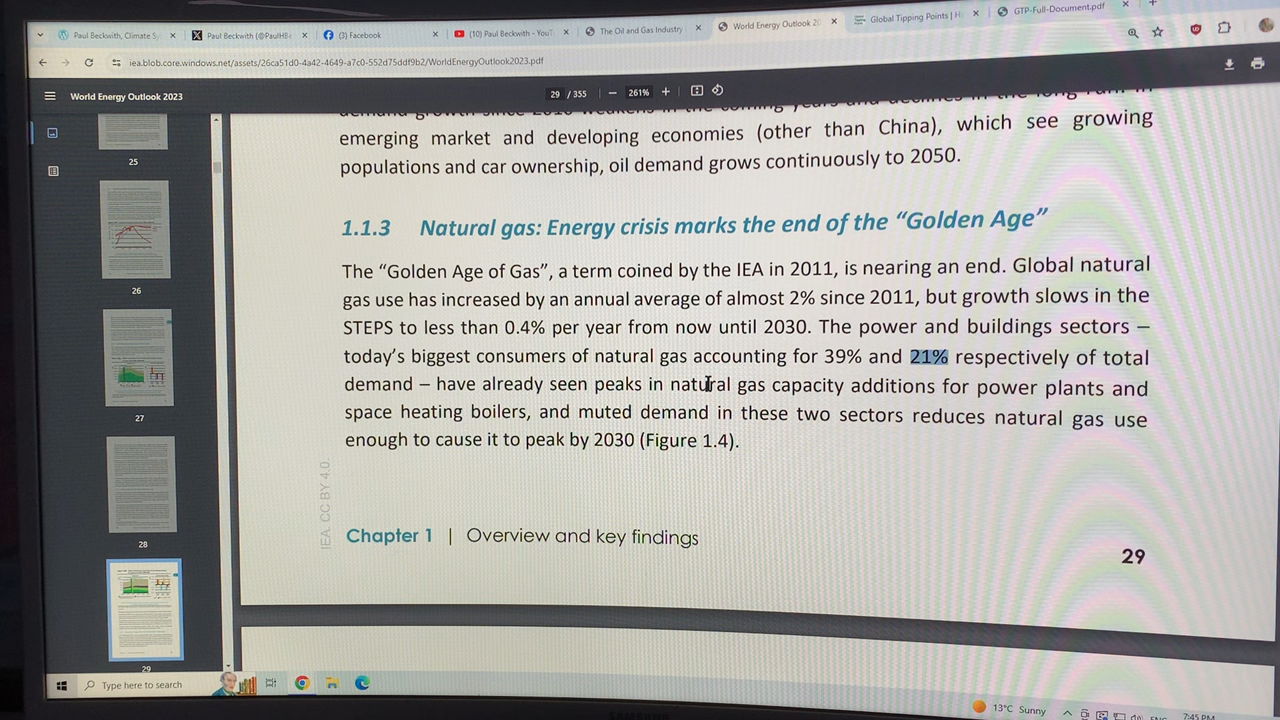 Paul Beckwith, Climate S
Paul Beckwith (@PaulHBe
(3) Facebook
(10) Paul Beckwith - YouT
The Oil and Gas Industry
World Energy Outlook 20
Global Tipping Points | H
GTP-Full-Document.pdf
iea.blob.core.windows.net/assets/26ca51d0-4a42-4649-a7c0-552d75ddf9b2/WorldEnergyOutlook2023.pdf
World Energy Outlook 2023
29 / 355 − 261% +
emerging market and developing economies (other than China), which see growing
populations and car ownership, oil demand grows continuously to 2050.
1.1.3 Natural gas: Energy crisis marks the end of the “Golden Age”
The “Golden Age of Gas”, a term coined by the IEA in 2011, is nearing an end. Global natural
gas use has increased by an annual average of almost 2% since 2011, but growth slows in the
STEPS to less than 0.4% per year from now until 2030. The power and buildings sectors –
today’s biggest consumers of natural gas accounting for 39% and 21% respectively of total
demand – have already seen peaks in natural gas capacity additions for power plants and
space heating boilers, and muted demand in these two sectors reduces natural gas use
enough to cause it to peak by 2030 (Figure 1.4).
IEA. CC BY 4.0.
Chapter 1 | Overview and key findings
29
25
26
27
28
29
Type here to search
13°C Sunny
ENG
7:45 PM
SAMSUNG